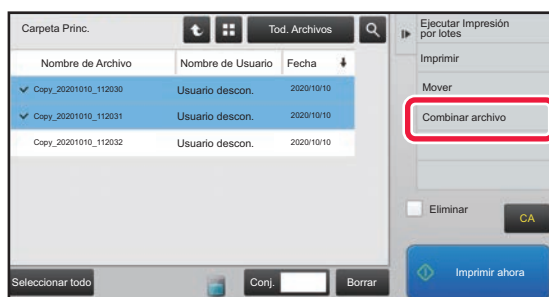 Carpeta Princ.
Tod. Archivos
Nombre de Archivo Nombre de Usuario Fecha
Copy_20201010_112030 Usuario descon. 2020/10/10
Copy_20201010_112031 Usuario descon. 2020/10/10
Copy_20201010_112032 Usuario descon. 2020/10/10
Seleccionar todo
Conj.
Borrar
Ejecutar Impresión
por lotes
Imprimir
Mover
Combinar archivo
Eliminar
CA
Imprimir ahora